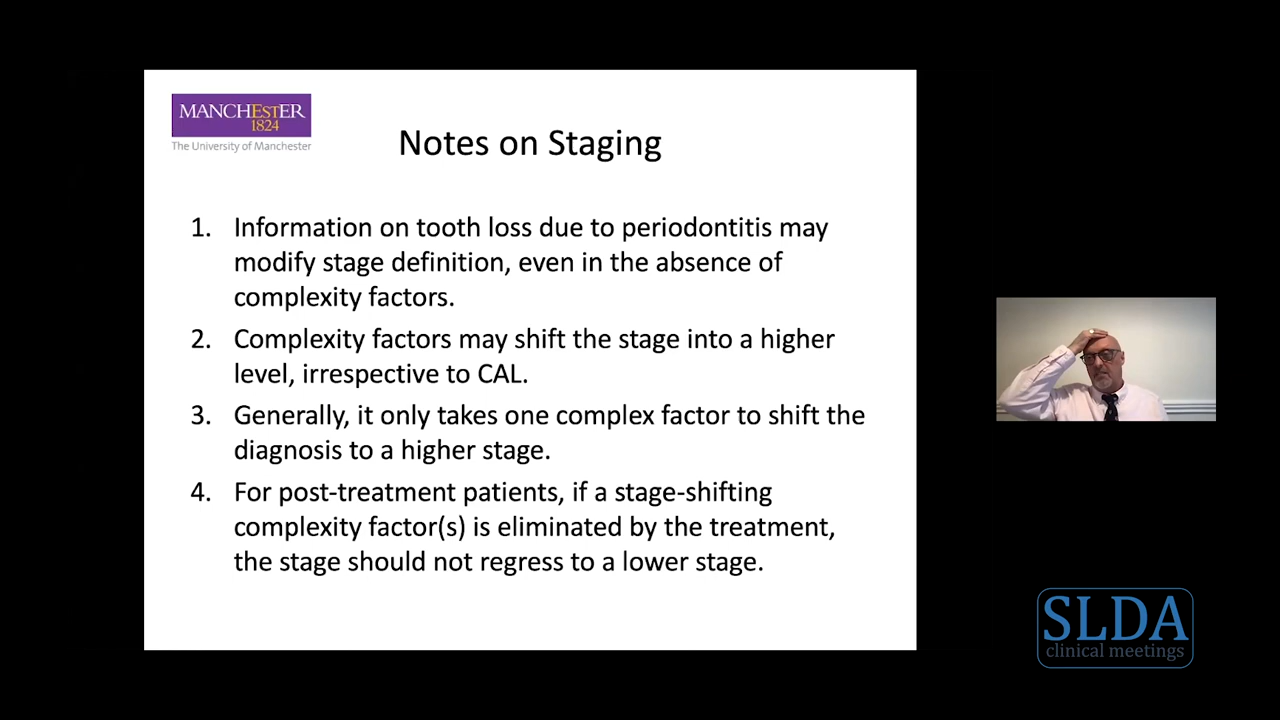 MANCHESTER
1824
The University of Manchester
Notes on Staging
1. Information on tooth loss due to periodontitis may
modify stage definition, even in the absence of
complexity factors.
2. Complexity factors may shift the stage into a higher
level, irrespective to CAL.
3. Generally, it only takes one complex factor to shift the
diagnosis to a higher stage.
4. For post-treatment patients, if a stage-shifting
complexity factor(s) is eliminated by the treatment,
the stage should not regress to a lower stage.
SLDA
clinical meetings